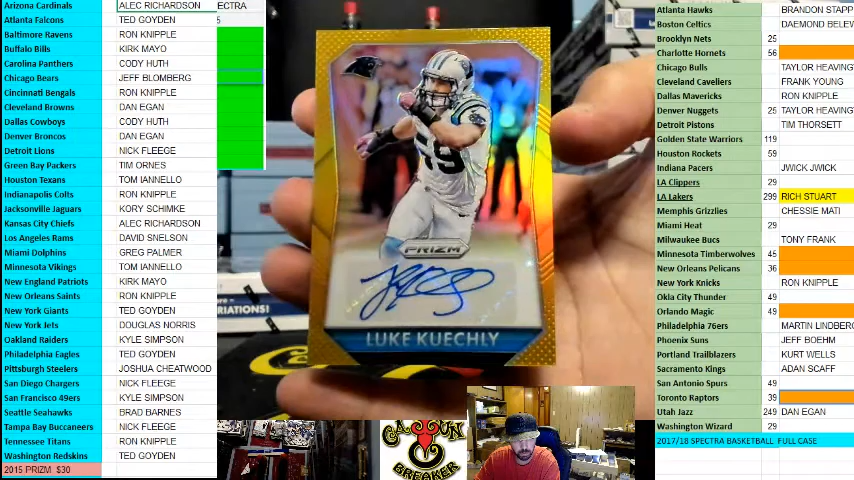 Arizona Cardinals ALEC RICHARDSON ECTRA
Atlanta Falcons TED GOYDEN
Baltimore Ravens RON KNIPPLE
Buffalo Bills KIRK MAYO
Carolina Panthers CODY HUTH
Chicago Bears JEFF BLOMBERG
Cincinnati Bengals RON KNIPPLE
Cleveland Browns DAN EGAN
Dallas Cowboys CODY HUTH
Denver Broncos DAN EGAN
Detroit Lions NICK FLEEGE
Green Bay Packers TIM ORNES
Houston Texans TOM IANNELLO
Indianapolis Colts RON KNIPPLE
Jacksonville Jaguars KORY SCHIMKE
Kansas City Chiefs ALEC RICHARDSON
Los Angeles Rams DAVID SNELSON
Miami Dolphins GREG PALMER
Minnesota Vikings TOM IANNELLO
New England Patriots KIRK MAYO
New Orleans Saints RON KNIPPLE
New York Giants TED GOYDEN
New York Jets DOUGLAS NORRIS
Oakland Raiders KYLE SIMPSON
Philadelphia Eagles TED GOYDEN
Pittsburgh Steelers JOSHUA CHEATWOOD
San Diego Chargers NICK FLEEGE
San Francisco 49ers KYLE SIMPSON
Seattle Seahawks BRAD BARNES
Tampa Bay Buccaneers NICK FLEEGE
Tennessee Titans RON KNIPPLE
Washington Redskins TED GOYDEN
2015 PRIZM $30
59
PRIZM
LUKE KUECHLY
RIATIONS!
CAJUN
BREAKER
Atlanta Hawks BRANDON STAPP
Boston Celtics DAEMOND BELEW
Brooklyn Nets 25
Charlotte Hornets 56
Chicago Bulls TAYLOR HEAVING
Cleveland Caveliers FRANK YOUNG
Dallas Mavericks RON KNIPPLE
Denver Nuggets 25 TAYLOR HEAVING
Detroit Pistons TIM THORSETT
Golden State Warriors 119
Houston Rockets 59
Indiana Pacers JWICK JWICK
LA Clippers 29
LA Lakers 299 RICH STUART
Memphis Grizzlies CHESSIE MATI
Miami Heat 29
Milwaukee Bucs TONY FRANK
Minnesota Timberwolves 45
New Orleans Pelicans 36
New York Knicks RON KNIPPLE
Okla City Thunder 49
Orlando Magic 49
Philadelphia 76ers MARTIN LINDBERG
Phoenix Suns JEFF BOEHM
Portland Trailblazers KURT WELLS
Sacramento Kings ADAN SCAFF
San Antonio Spurs 49
Toronto Raptors 39
Utah Jazz 249 DAN EGAN
Washington Wizard 29
2017/18 SPECTRA BASKETBALL FULL CASE